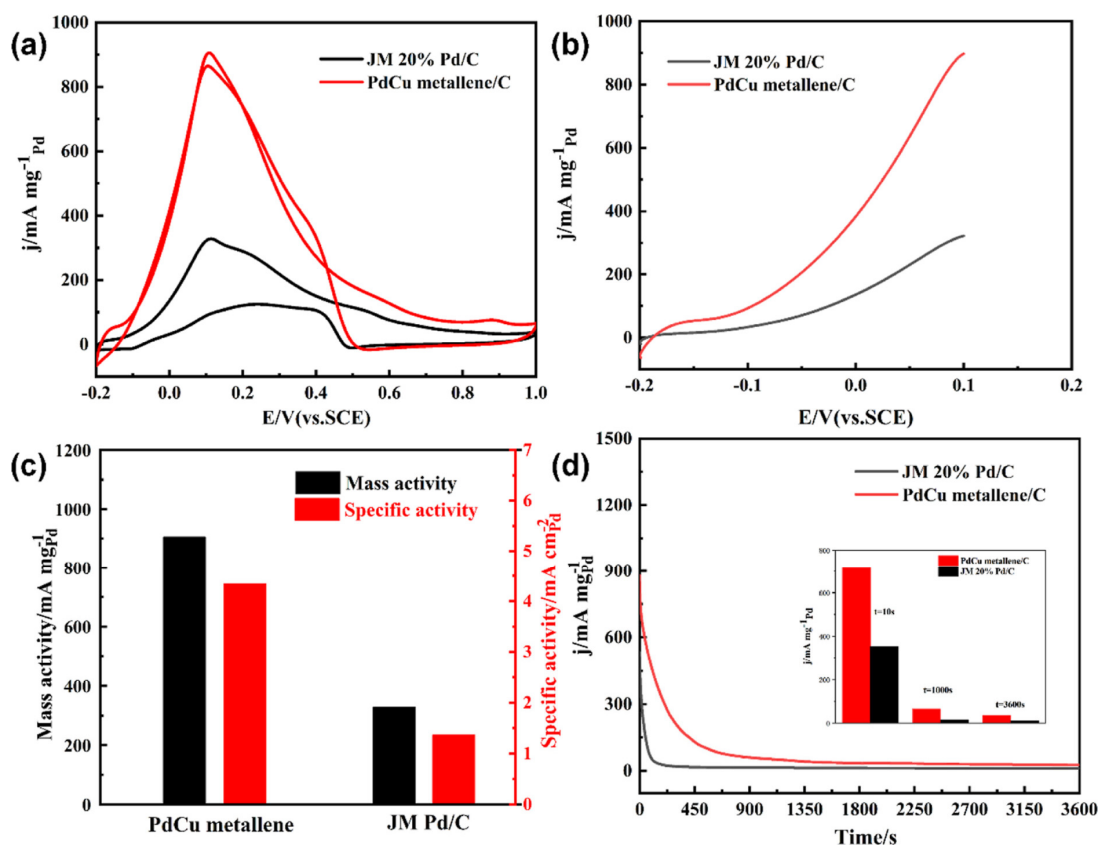 (a)
JM 20% Pd/C
PdCu metallene/C
j/mA mg⁻¹Pd
1000
800
600
400
200
0
-0.2 0.0 0.2 0.4 0.6 0.8 1.0
E/V(vs.SCE)
(b)
JM 20% Pd/C
PdCu metallene/C
j/mA mg⁻¹Pd
1000
800
600
400
200
0
-0.2 -0.1 0.0 0.1 0.2
E/V(vs.SCE)
(c)
Mass activity
Specific activity
Mass activity/mA mg⁻¹Pd
1200
1000
800
600
400
200
0
PdCu metallene JM Pd/C
7
6
5
4
3
2
1
0
Specific activity/mA cm⁻²Pd
(d)
JM 20% Pd/C
PdCu metallene/C
j/mA mg⁻¹Pd
1500
1200
900
600
300
0
0 450 900 1350 1800 2250 2700 3150 3600
Time/s
PdCu metallene/C
JM 20% Pd/C
j/mA mg⁻¹Pd
800
600
400
200
0
t=10s
t=1000s
t=3600s